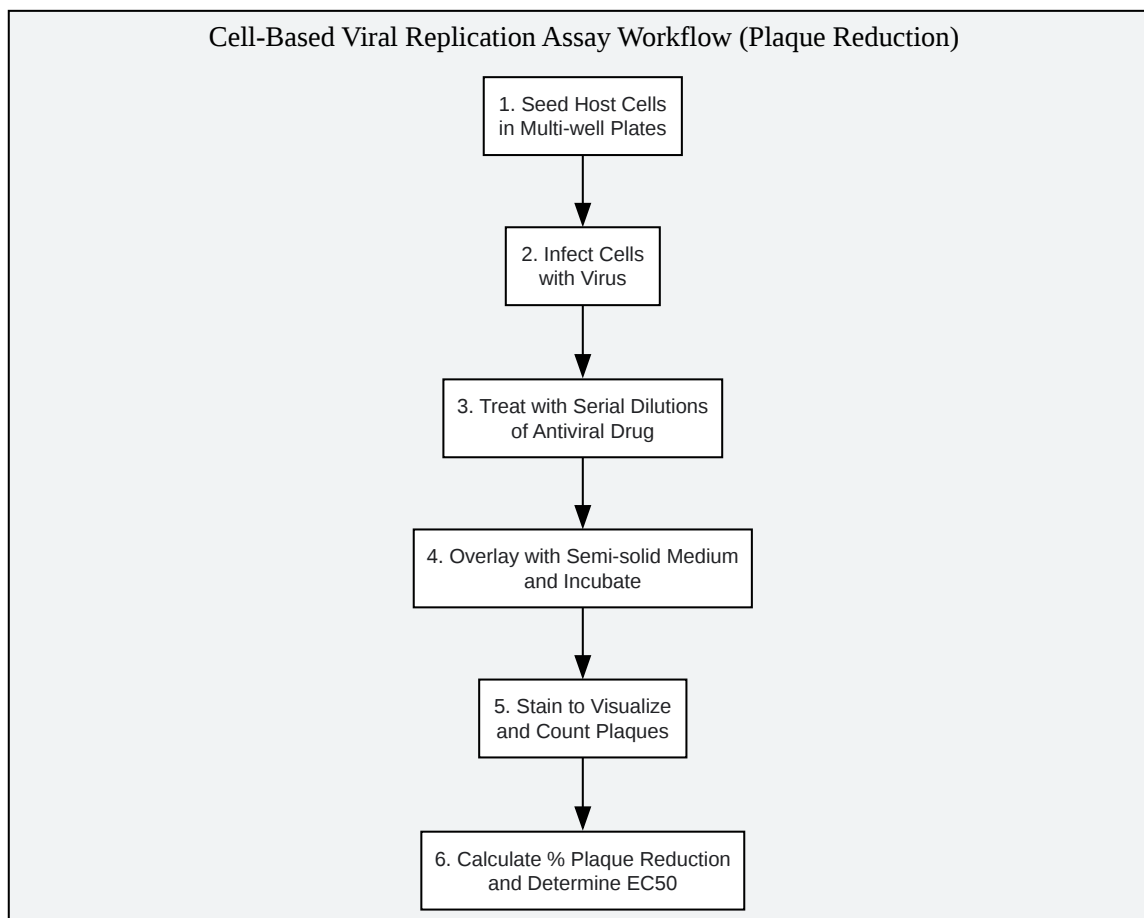 Cell-Based Viral Replication Assay Workflow (Plaque Reduction)
1. Seed Host Cells
in Multi-well Plates
2. Infect Cells
with Virus
3. Treat with Serial Dilutions
of Antiviral Drug
4. Overlay with Semi-solid Medium
and Incubate
5. Stain to Visualize
and Count Plaques
6. Calculate % Plaque Reduction
and Determine EC50